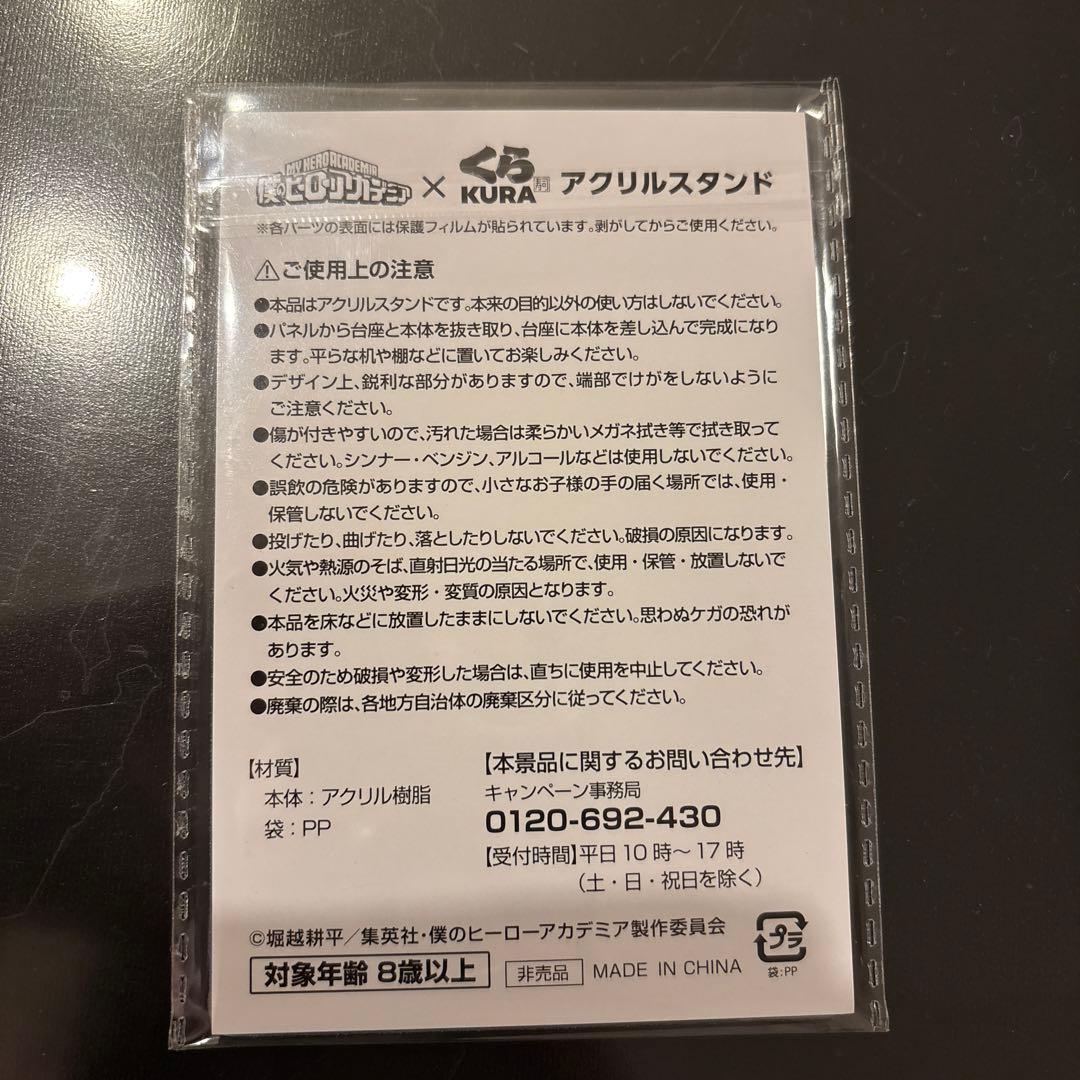 MY HERO ACADEMIA
僕のヒーローアカデミア × くら KURA アクリルスタンド
※各パーツの表面には保護フィルムが貼られています。剥がしてからご使用ください。
⚠ご使用上の注意
●本品はアクリルスタンドです。本来の目的以外の使い方はしないでください。
●パネルから台座と本体を抜き取り、台座に本体を差し込んで完成になり
ます。平らな机や棚などに置いてお楽しみください。
●デザイン上、鋭利な部分がありますので、端部でけがをしないように
ご注意ください。
●傷が付きやすいので、汚れた場合は柔らかいメガネ拭き等で拭き取って
ください。シンナー・ベンジン、アルコールなどは使用しないでください。
●誤飲の危険がありますので、小さなお子様の手の届く場所では、使用・
保管しないでください。
●投げたり、曲げたり、落としたりしないでください。破損の原因になります。
●火気や熱源のそば、直射日光の当たる場所で、使用・保管・放置しないで
ください。火災や変形・変質の原因となります。
●本品を床などに放置したままにしないでください。思わぬケガの恐れが
あります。
●安全のため破損や変形した場合は、直ちに使用を中止してください。
●廃棄の際は、各地方自治体の廃棄区分に従ってください。
【材質】
本体：アクリル樹脂
袋：PP
【本景品に関するお問い合わせ先】
キャンペーン事務局
0120-692-430
【受付時間】平日10時～17時
（土・日・祝日を除く）
©堀越耕平／集英社・僕のヒーローアカデミア製作委員会
対象年齢 8歳以上
非売品 MADE IN CHINA
プラ
袋：PP